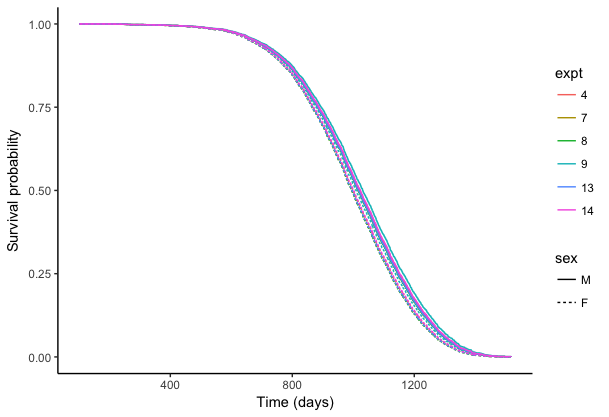 1.00
0.75
0.50
0.25
0.00
Survival probability
400 800 1200
Time (days)
expt
4
7
8
9
13
14
sex
M
F